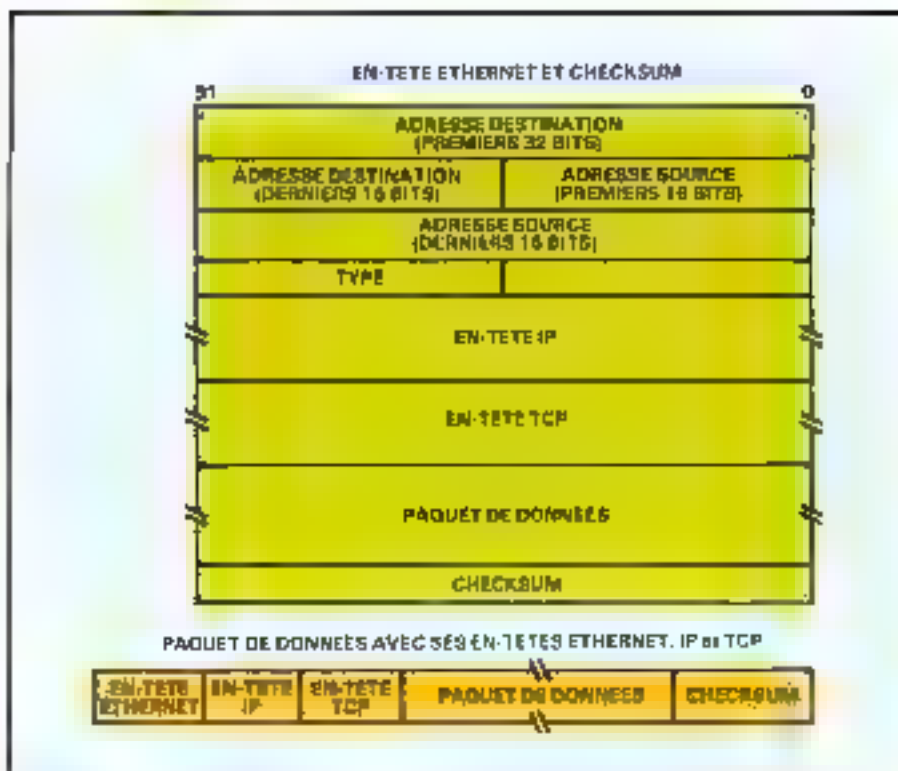 EN-TETE ETHERNET ET CHECKSUM
31 0
ADRESSE DESTINATION
(PREMIERS 32 BITS)
ADRESSE DESTINATION
(DERNIERS 16 BITS)
ADRESSE SOURCE
(PREMIERS 16 BITS)
ADRESSE SOURCE
(DERNIERS 16 BITS)
TYPE
EN-TETE IP
EN-TETE TCP
PAQUET DE DONNEES
CHECKSUM
PAQUET DE DONNEES AVEC SES EN-TETES ETHERNET, IP et TCP
EN-TETE
ETHERNET
EN-TETE
IP
EN-TETE
TCP
PAQUET DE DONNEES
CHECKSUM